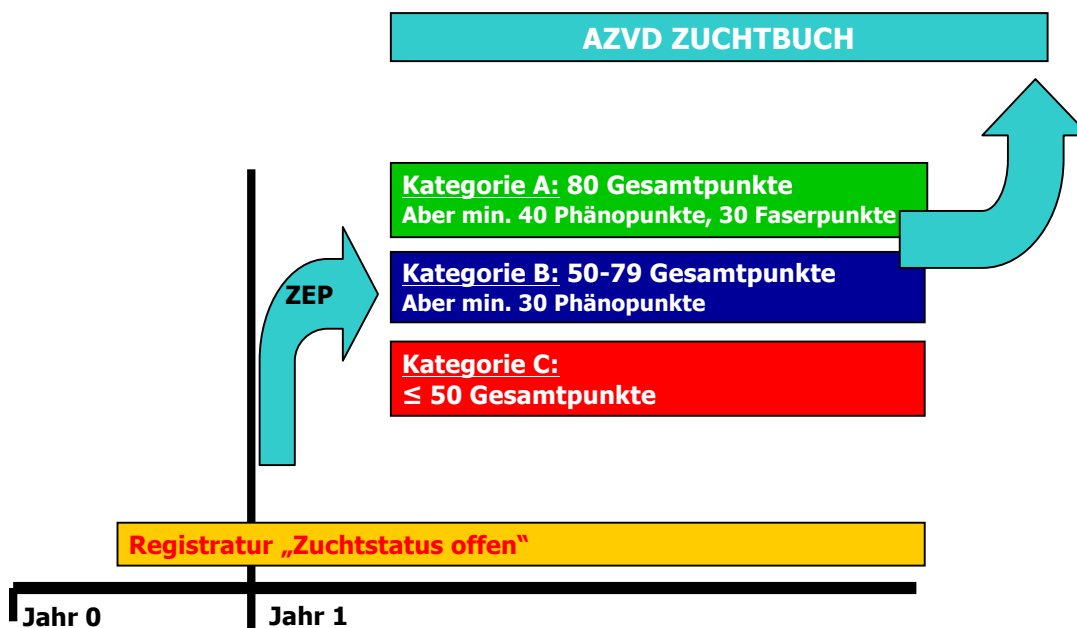 AZVD ZUCHTBUCH
Kategorie A: 80 Gesamtpunkte
Aber min. 40 Phänopunkte, 30 Faserpunkte
ZEP
Kategorie B: 50-79 Gesamtpunkte
Aber min. 30 Phänopunkte
Kategorie C:
≤ 50 Gesamtpunkte
Registratur „Zuchtstatus offen“
Jahr 0
Jahr 1